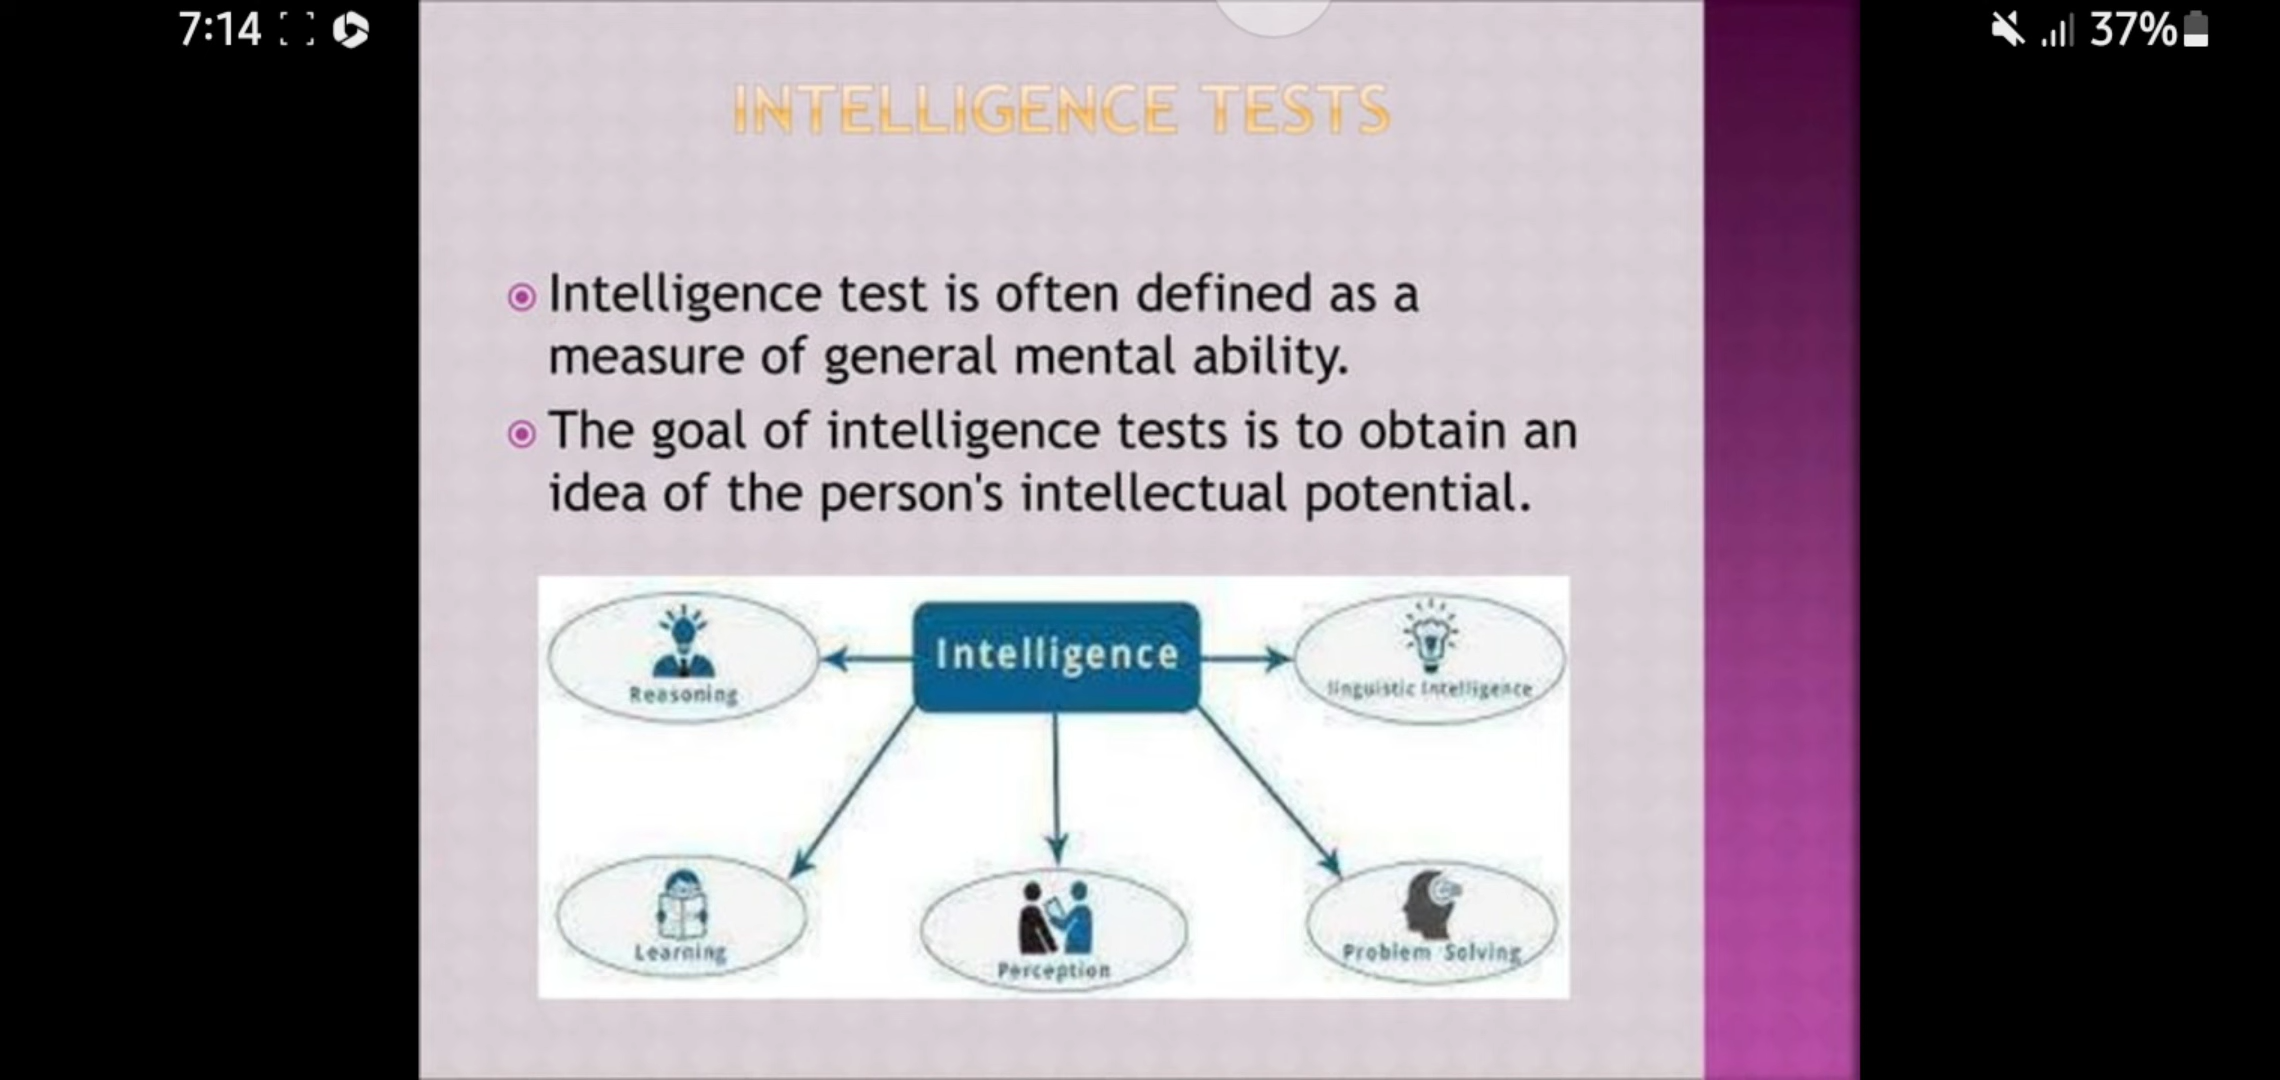 7:14
37%
INTELLIGENCE TESTS
Intelligence test is often defined as a
measure of general mental ability.
The goal of intelligence tests is to obtain an
idea of the person's intellectual potential.
Intelligence
Reasoning
linguistic Intelligence
Learning
Perception
Problem Solving